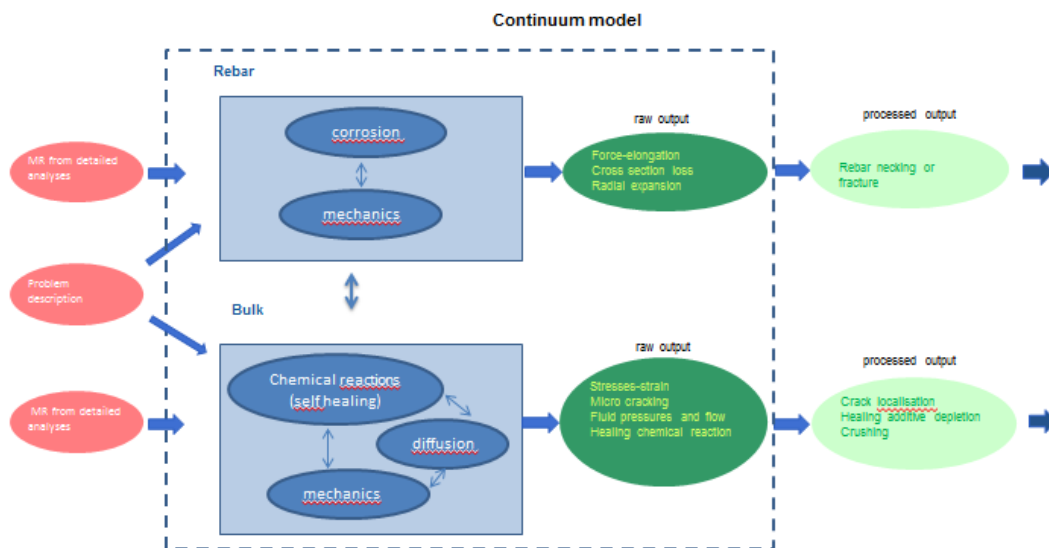 Continuum model
Rebar
corrosion
mechanics
MR from detailed
analyses
raw output
Force-elongation
Cross section loss
Radial expansion
processed output
Rebar necking or
fracture
Problem
description
Bulk
Chemical reactions
(self healing)
diffusion
mechanics
MR from detailed
analyses
raw output
Stresses-strain
Micro cracking
Fluid pressures and flow
Healing chemical reaction
processed output
Crack localisation
Healing additive depletion
Crushing